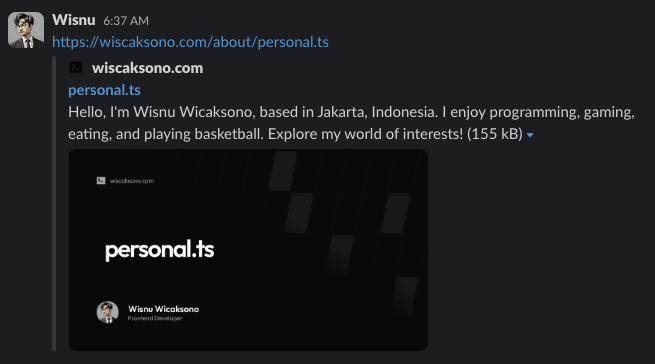 Wisnu 6:37 AM
https://wiscaksono.com/about/personal.ts
wiscaksono.com
personal.ts
Hello, I'm Wisnu Wicaksono, based in Jakarta, Indonesia. I enjoy programming, gaming,
eating, and playing basketball. Explore my world of interests! (155 kB)
wiscaksono.com
personal.ts
Wisnu Wicaksono
Frontend Developer